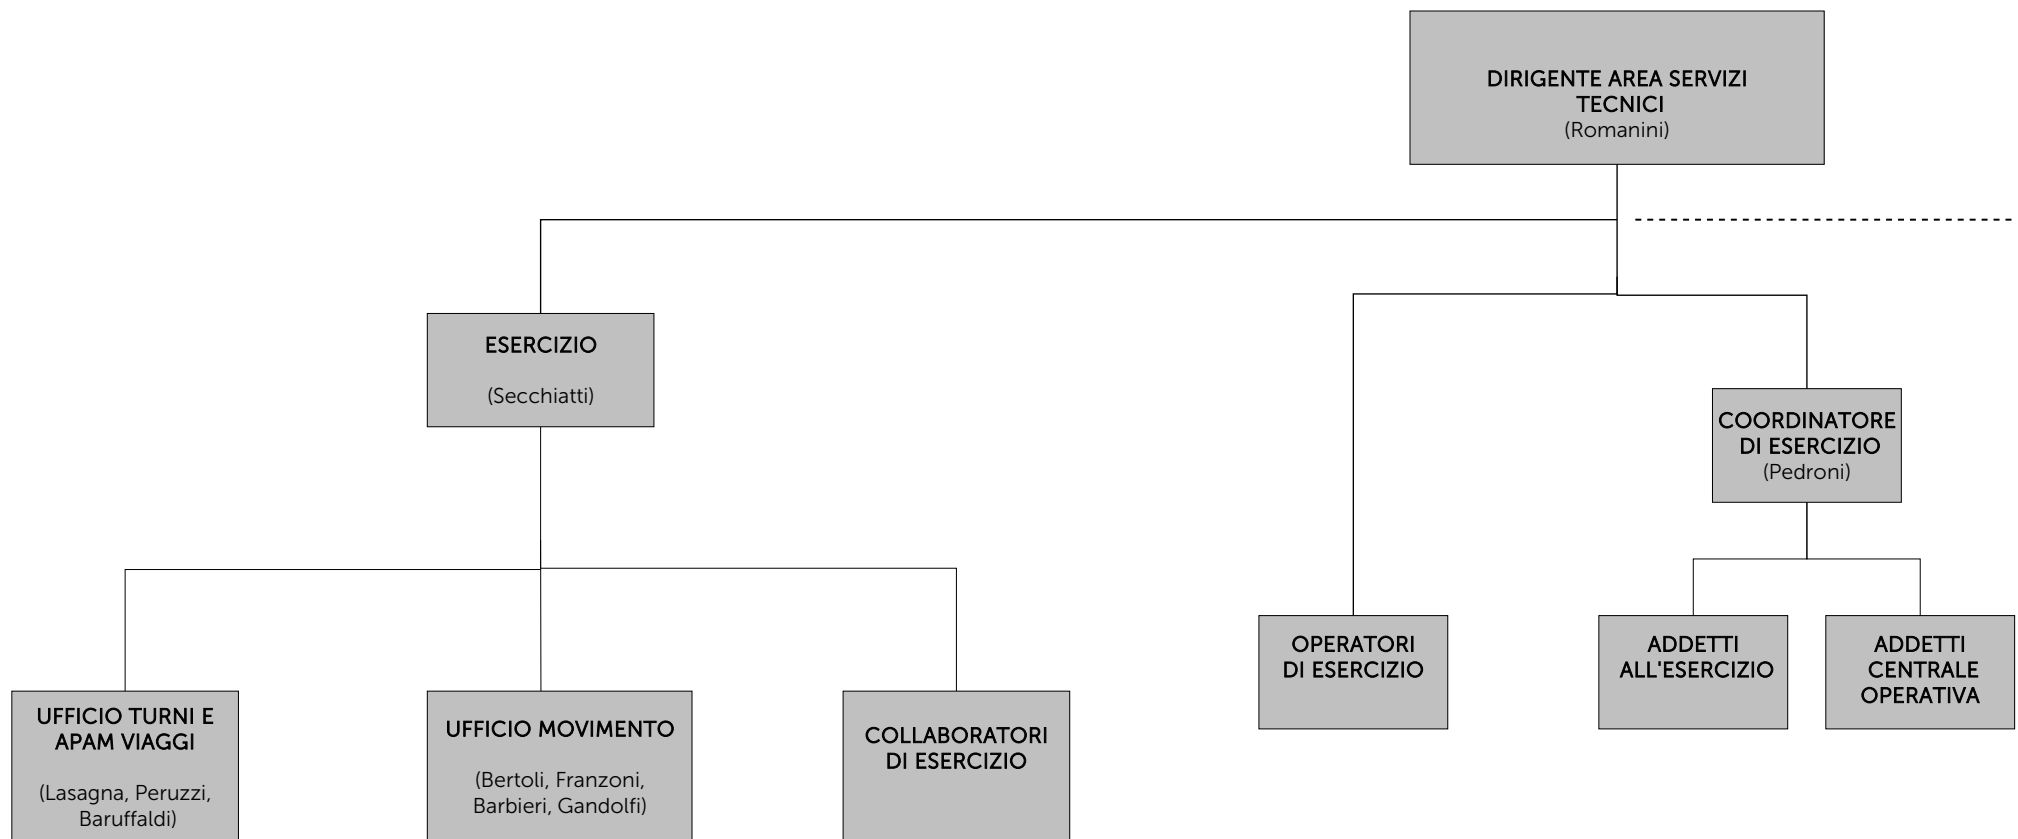 DIRIGENTE AREA SERVIZI
TECNICI
(Romanini)
ESERCIZIO
(Secchiatti)
COORDINATORE
DI ESERCIZIO
(Pedroni)
OPERATORI
DI ESERCIZIO
ADDETTI
ALL'ESERCIZIO
ADDETTI
CENTRALE
OPERATIVA
UFFICIO TURNI E
APAM VIAGGI
(Lasagna, Peruzzi,
Baruffaldi)
UFFICIO MOVIMENTO
(Bertoli, Franzoni,
Barbieri, Gandolfi)
COLLABORATORI
DI ESERCIZIO